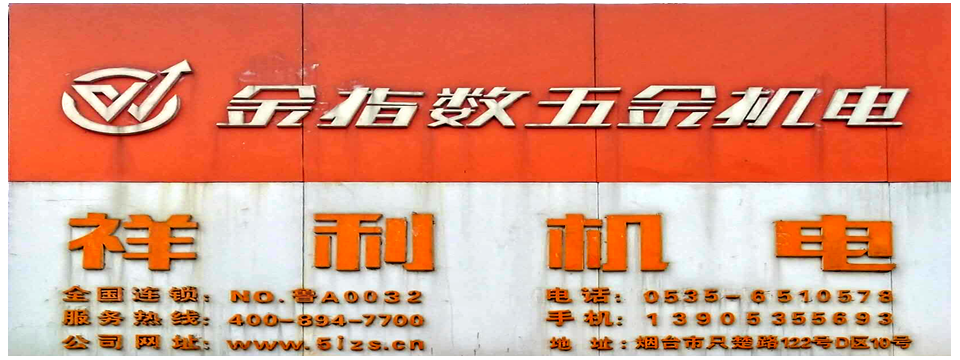 金指数五金机电
祥利机电
全国连锁：NO.鲁A0032
服务热线：400-894-7700
公司网址：www.51zs.cn
电话：0535-6510578
手机：13905355693
地址：烟台市只楚路122号D区10号